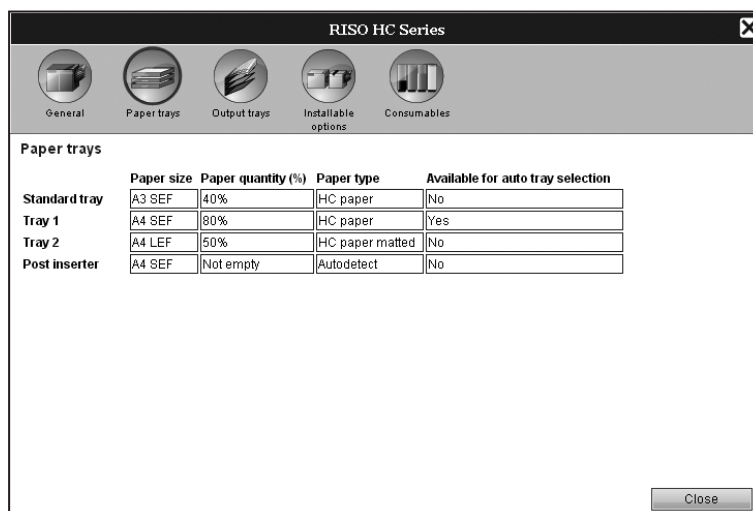 RISO HC Series
General Paper trays Output trays Installable options Consumables
Paper trays
Paper size Paper quantity (%) Paper type Available for auto tray selection
Standard tray A3 SEF 40% HC paper No
Tray 1 A4 SEF 80% HC paper Yes
Tray 2 A4 LEF 50% HC paper matted No
Post inserter A4 SEF Not empty Autodetect No
Close